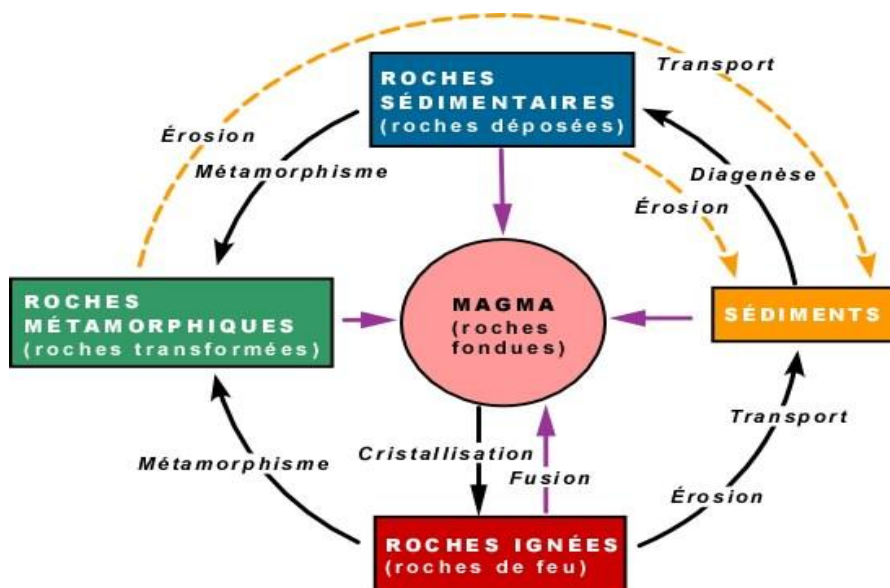 Transport
ROCHES
SÉDIMENTAIRES
(roches déposées)
Érosion
Métamorphisme
Diagenèse
Érosion
ROCHES
MÉTAMORPHIQUES
(roches transformées)
MAGMA
(roches
fondues)
SÉDIMENTS
Transport
Cristallisation
Métamorphisme
Fusion
Érosion
ROCHES IGNÉES
(roches de feu)